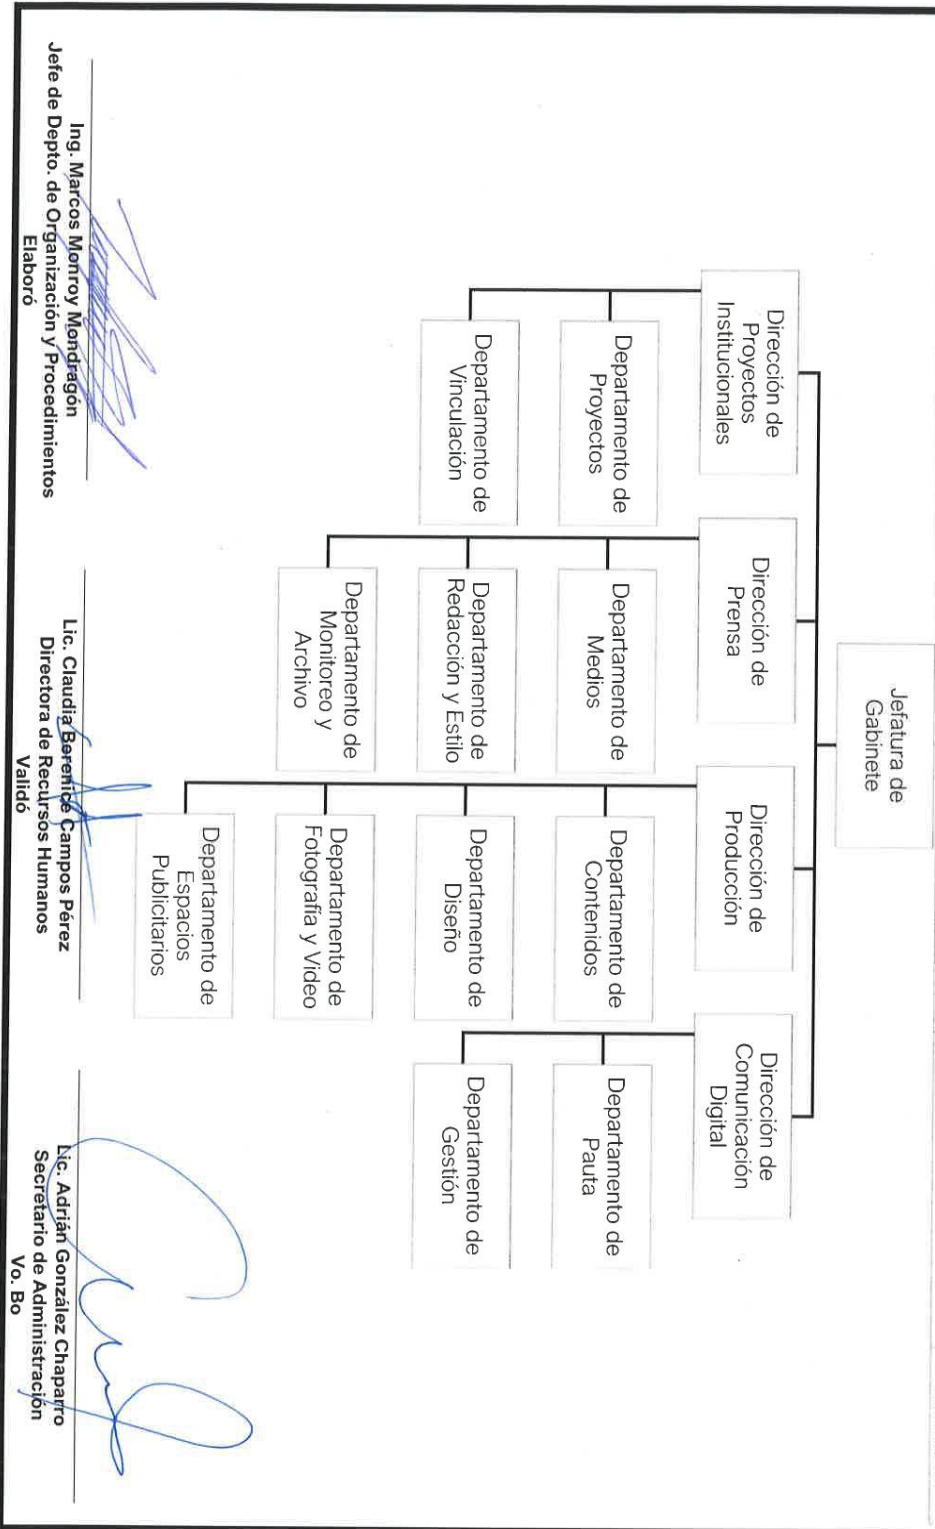 Jefatura de
Gabinete
Dirección de
Proyectos
Institucionales
Departamento de
Proyectos
Departamento de
Vinculación
Dirección de
Prensa
Departamento de
Medios
Departamento de
Redacción y Estilo
Departamento de
Monitoreo y
Archivo
Dirección de
Producción
Departamento de
Contenidos
Departamento de
Diseño
Departamento de
Fotografía y Video
Departamento de
Espacios
Publicitarios
Dirección de
Comunicación
Digital
Departamento de
Pauta
Departamento de
Gestión
Ing. Marcos Monroy Mondragón
Jefe de Depto. de Organización y Procedimientos
Elaboró
Lic. Claudia Berenice Campos Pérez
Directora de Recursos Humanos
Validó
Lic. Adrián González Chaparro
Secretario de Administración
Vo. Bo